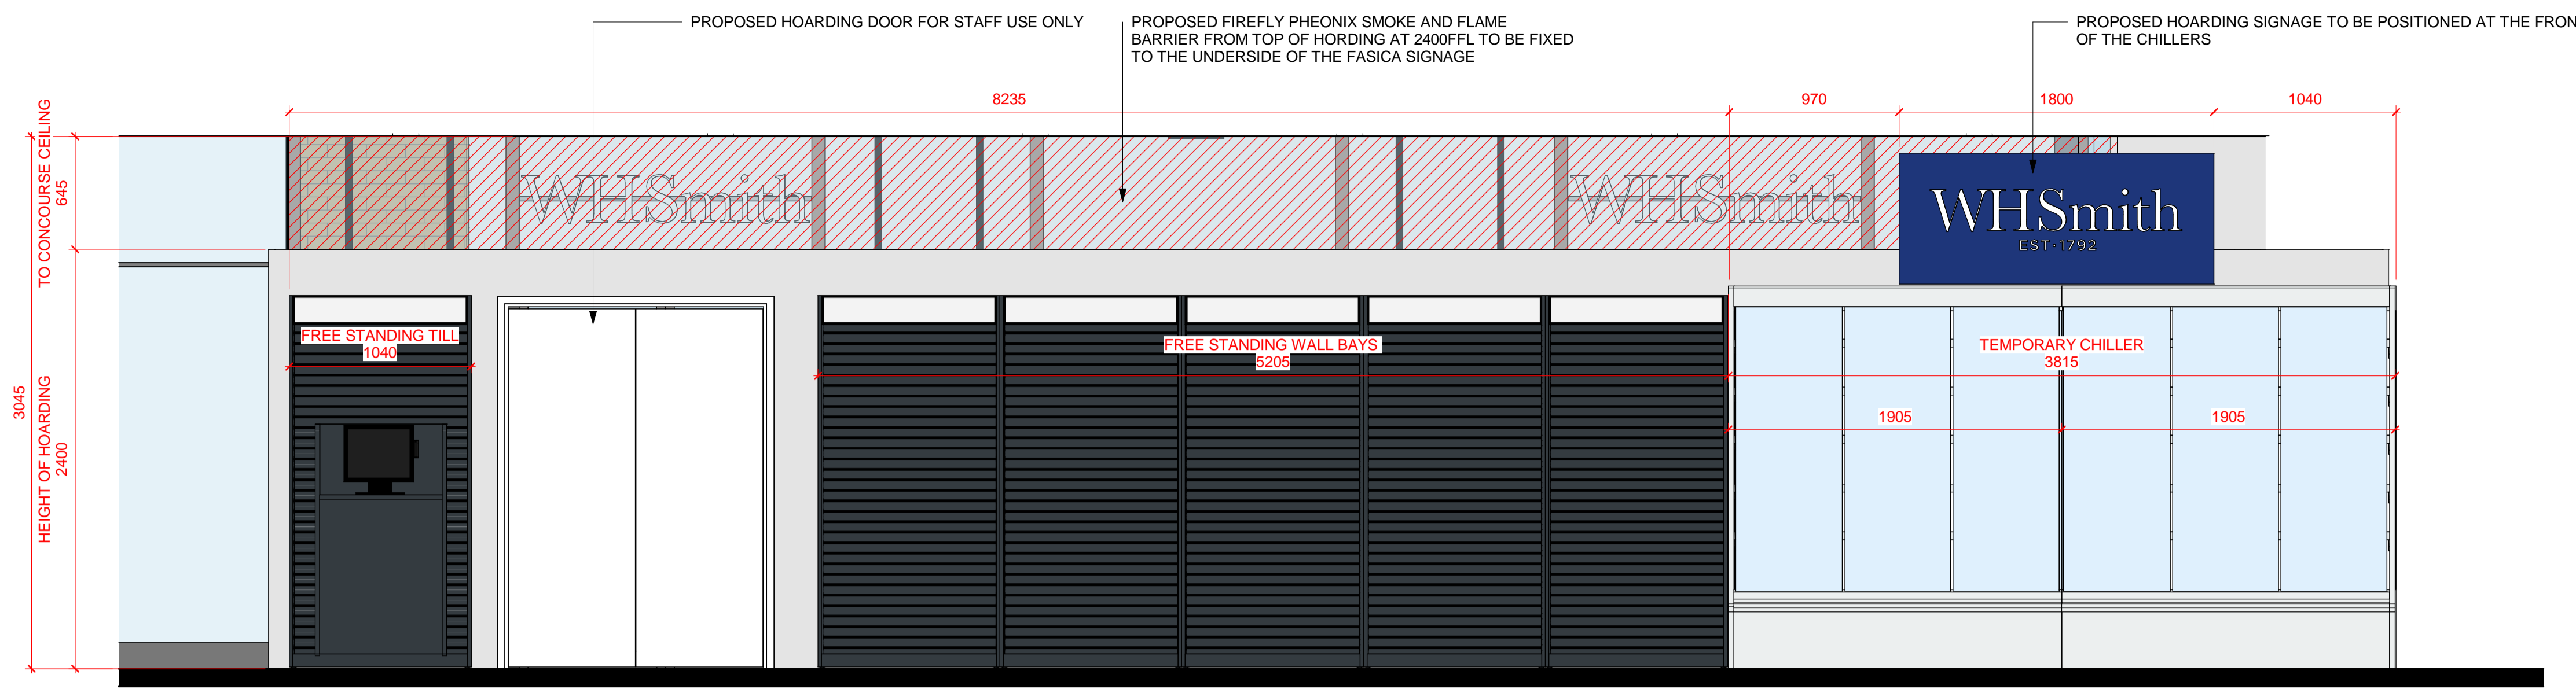 PROPOSED HOARDING DOOR FOR STAFF USE ONLY
PROPOSED FIREFLY PHEONIX SMOKE AND FLAME
BARRIER FROM TOP OF HORDING AT 2400FFL TO BE FIXED
TO THE UNDERSIDE OF THE FASICA SIGNAGE
PROPOSED HOARDING SIGNAGE TO BE POSITIONED AT THE FRON
OF THE CHILLERS
8235
970
1800
1040
TO CONCOURSE CEILING
645
3045
HEIGHT OF HOARDING
2400
WHSmith
WHSmith
WHSmith
EST·1792
FREE STANDING TILL
1040
FREE STANDING WALL BAYS
5205
TEMPORARY CHILLER
3815
1905
1905